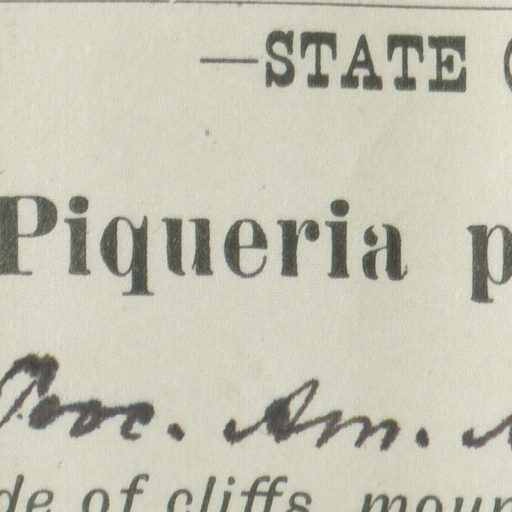 —STATE
Piqueria p
Proc. Am. A
de of cliffs, moun